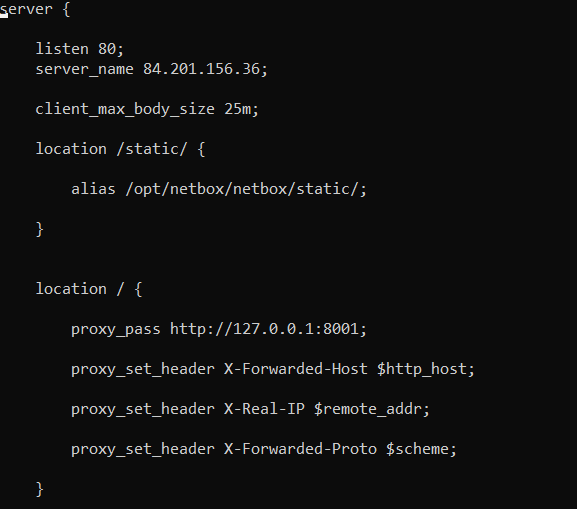 server {
listen 80;
server_name 84.201.156.36;
client_max_body_size 25m;
location /static/ {
alias /opt/netbox/netbox/static/;
}
location / {
proxy_pass http://127.0.0.1:8001;
proxy_set_header X-Forwarded-Host $http_host;
proxy_set_header X-Real-IP $remote_addr;
proxy_set_header X-Forwarded-Proto $scheme;
}